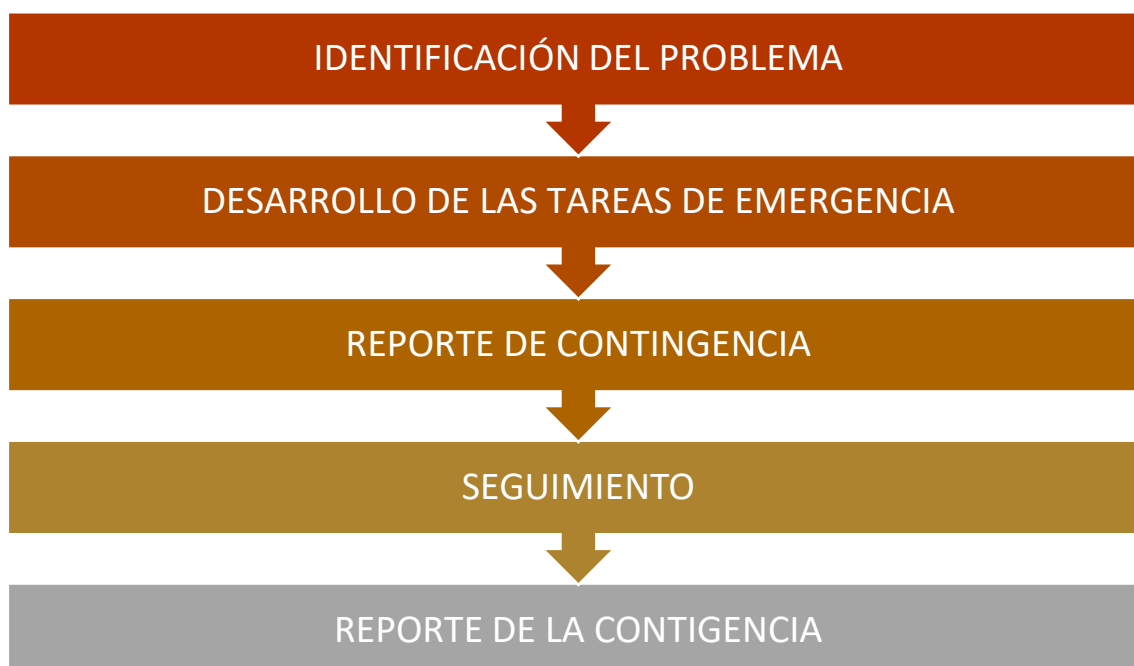 IDENTIFICACIÓN DEL PROBLEMA
DESARROLLO DE LAS TAREAS DE EMERGENCIA
REPORTE DE CONTINGENCIA
SEGUIMIENTO
REPORTE DE LA CONTIGENCIA